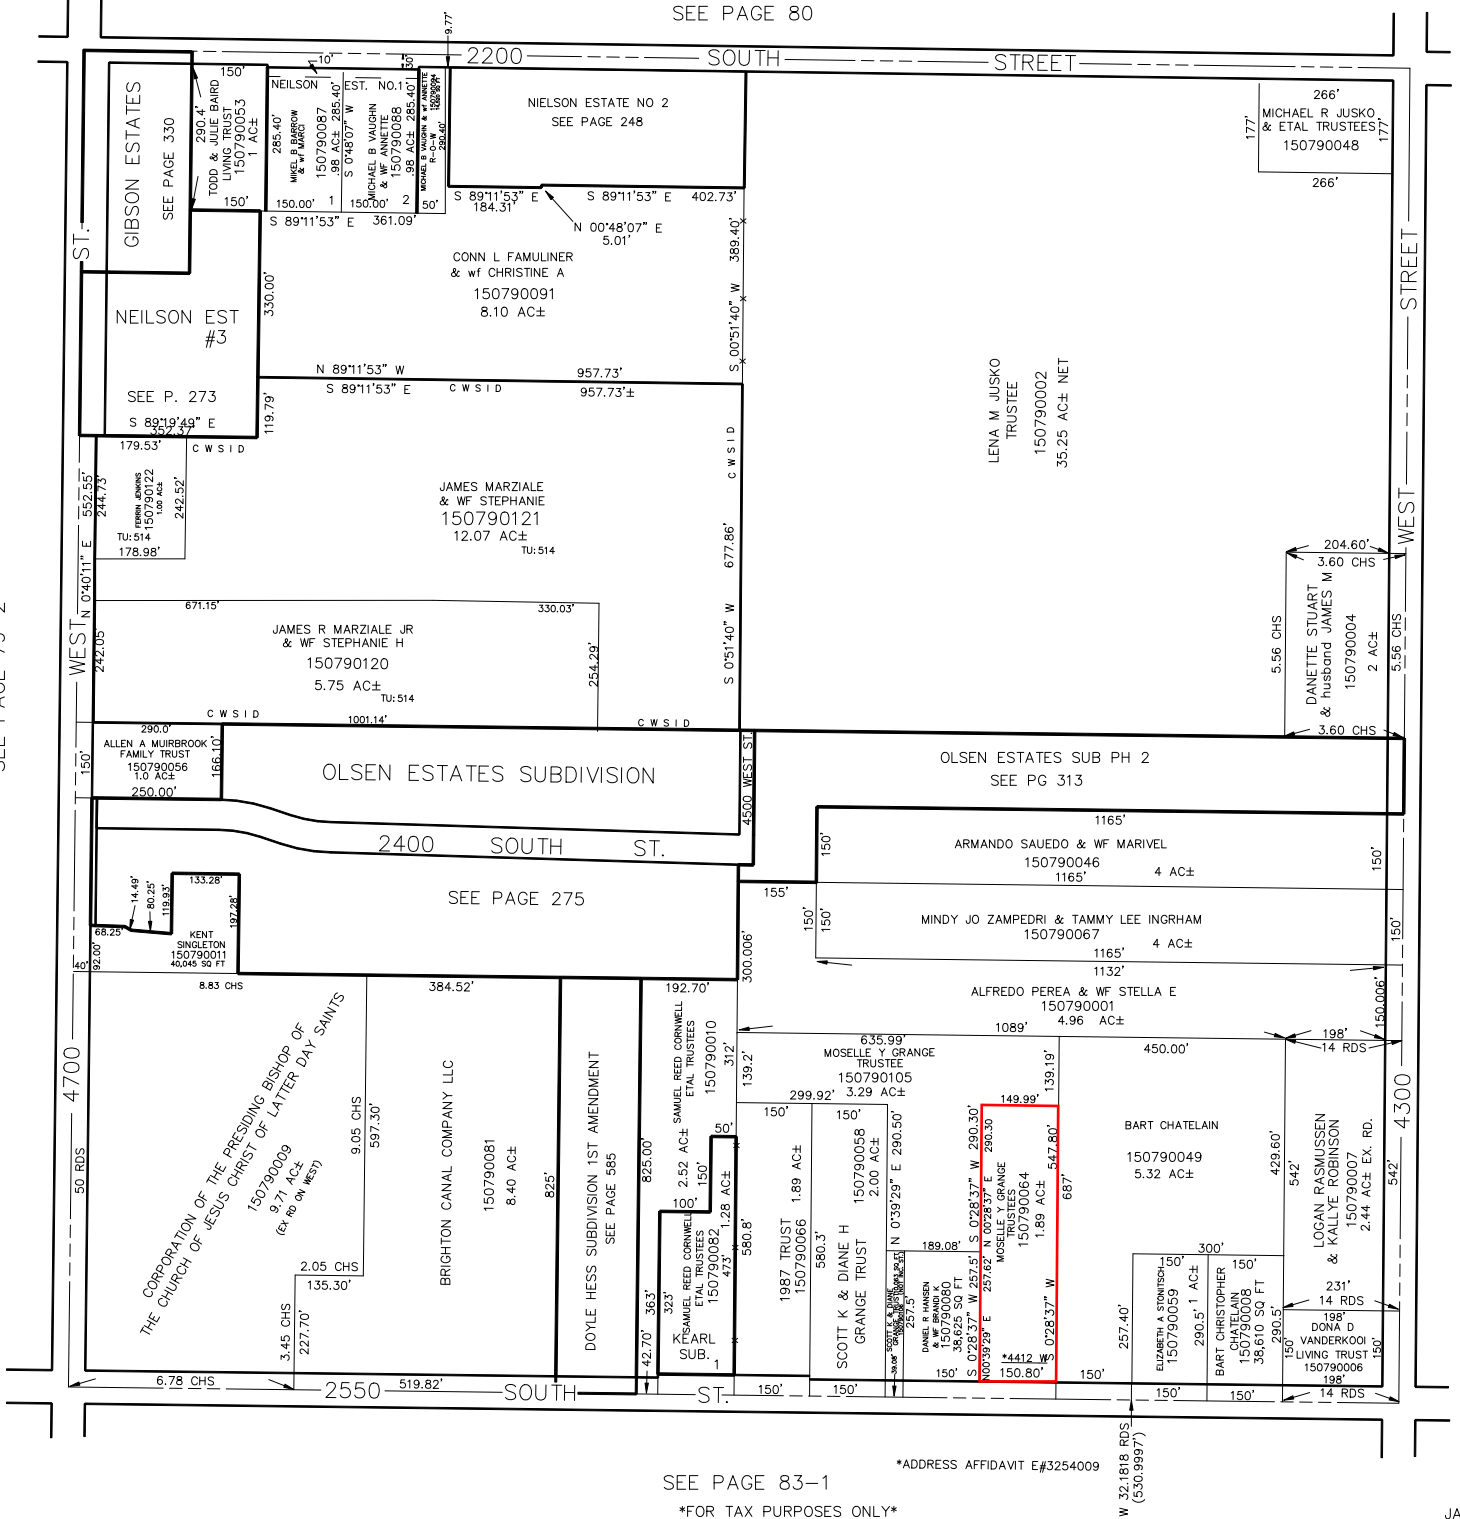 SEE PAGE 80
2200 SOUTH STREET
9.77'
GIBSON ESTATES
SEE PAGE 330
150'
290.4'
TODD & JULIE BAIRD
LIVING TRUST
150790053
1 AC±
150'
10'
30'
NEILSON EST. NO.1
285.40'
MIKEL B BARROW
& wf MARCI
150790087
.98 AC± 285.40'
150.00' 1
S 0°48'07" W
MICHAEL B VAUGHN
& WF ANNETTE
150790088
.98 AC± 285.40'
150.00' 2
MICHAEL B VAUGHN & wf ANNETTE
R-O-W 150790094
290.40'
50'
S 89°11'53" E 361.09'
NIELSON ESTATE NO 2
SEE PAGE 248
S 89°11'53" E
184.31'
S 89°11'53" E 402.73'
N 00°48'07" E
5.01'
266'
177'
MICHAEL R JUSKO
& ETAL TRUSTEES
150790048
177'
266'
ST.
NEILSON EST
#3
SEE P. 273
S 89°19'49" E
352.37'
330.00'
119.79'
CONN L FAMULINER
& wf CHRISTINE A
150790091
8.10 AC±
S 00°51'40" W 389.40'
N 89°11'53" W 957.73'
S 89°11'53" E CWSID 957.73'±
LENA M JUSKO
TRUSTEE
150790002
35.25 AC± NET
STREET
WEST
4300
179.53'
CWSID
552.55'
244.73'
N 0°40'11" E
FERRIN JENKINS
150790122
1.00 AC±
242.52'
TU:514
178.98'
JAMES MARZIALE
& WF STEPHANIE
150790121
12.07 AC±
TU:514
CWSID
S 0°51'40" W 677.86'
671.15'
330.03'
242.05'
JAMES R MARZIALE JR
& WF STEPHANIE H
150790120
5.75 AC±
TU:514
254.29'
CWSID 1001.14' CWSID
204.60'
3.60 CHS
5.56 CHS
DANETTE STUART
& husband JAMES M
150790004
2 AC±
5.56 CHS
3.60 CHS
WEST
4700
290.0'
150'
ALLEN A MUIRBROOK
FAMILY TRUST
150790056
1.0 AC±
250.00'
166.10'
OLSEN ESTATES SUBDIVISION
4500 WEST ST.
OLSEN ESTATES SUB PH 2
SEE PG 313
2400 SOUTH ST.
SEE PAGE 275
1165'
150'
ARMANDO SAUEDO & WF MARIVEL
150790046 4 AC±
1165'
150'
155'
150'
150'
MINDY JO ZAMPEDRI & TAMMY LEE INGRHAM
150790067 4 AC±
1165'
150'
1132'
300.006'
ALFREDO PEREA & WF STELLA E
150790001
4.96 AC±
1089'
150.006'
14.49'
80.25'
119.93'
133.28'
197.28'
68.25'
92.00'
40'
KENT
SINGLETON
150790011
40,045 SQ FT
8.83 CHS
50 RDS
CORPORATION OF THE PRESIDING BISHOP OF
THE CHURCH OF JESUS CHRIST OF LATTER DAY SAINTS
150790009
9.71 AC±
(EX RD ON WEST)
9.05 CHS
597.30'
2.05 CHS
135.30'
3.45 CHS
227.70'
6.78 CHS
384.52'
BRIGHTON CANAL COMPANY LLC
150790081
8.40 AC±
825'
519.82'
DOYLE HESS SUBDIVISION 1ST AMENDMENT
SEE PAGE 585
825.00'
363'
42.70'
192.70'
SAMUEL REED CORNWELL
ETAL TRUSTEES
150790010
2.52 AC±
312'
50'
150'
100'
323'
SAMUEL REED CORNWELL
ETAL TRUSTEES
150790082
1.28 AC±
473'
KEARL
SUB.
1
139.2'
580.8'
635.99'
MOSELLE Y GRANGE
TRUSTEE
150790105
3.29 AC±
299.92'
139.19'
150'
1987 TRUST
150790066
1.89 AC±
580.3'
150'
150'
SCOTT K & DIANE H
GRANGE TRUST
150790058
2.00 AC±
150'
N 0°39'29" E 290.50'
189.08'
SCOTT K & DIANE
39.08'
257.5'
DANIEL R HANSEN
& WF BRANDI K
150790080
38,625 SQ FT
150'
S 0°28'37" W 257.5'
S 0°28'37" W 290.30'
149.99'
N 00°28'37" E 290.30
N00°39'29" E 257.62'
MOSELLE Y GRANGE
TRUSTEES
150790064
1.89 AC±
S 0°28'37" W 547.80'
*4412 W
150.80'
687'
450.00'
BART CHATELAIN
150790049
5.32 AC±
429.60'
300'
257.40'
150'
ELIZABETH A STONITSCH
150790059
1 AC±
290.5'
150'
BART CHRISTOPHER
CHATELAIN
150790008
38,610 SQ FT
290.5'
150'
150'
150'
198'
14 RDS
542'
LOGAN RASMUSSEN
& KALLYE ROBINSON
150790007
2.44 AC± EX. RD.
542'
231'
14 RDS
198'
DONA D
VANDERKOOI
LIVING TRUST
150790006
198'
150'
150'
14 RDS
2550 SOUTH ST.
W 32.1818 RDS
(530.9997')
*ADDRESS AFFIDAVIT E#3254009
SEE PAGE 83-1
*FOR TAX PURPOSES ONLY*
JA